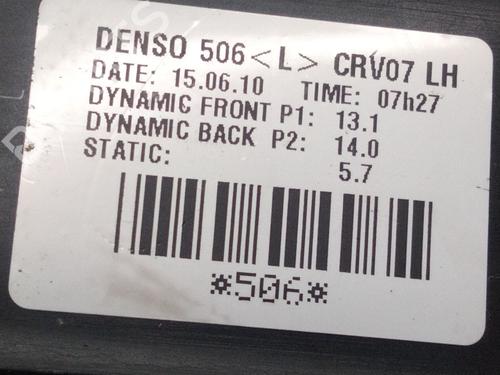 DENSO 506<L> CRV07 LH
DATE: 15.06.10 TIME: 07h27
DYNAMIC FRONT P1: 13.1
DYNAMIC BACK P2: 14.0
STATIC: 5.7
*506*